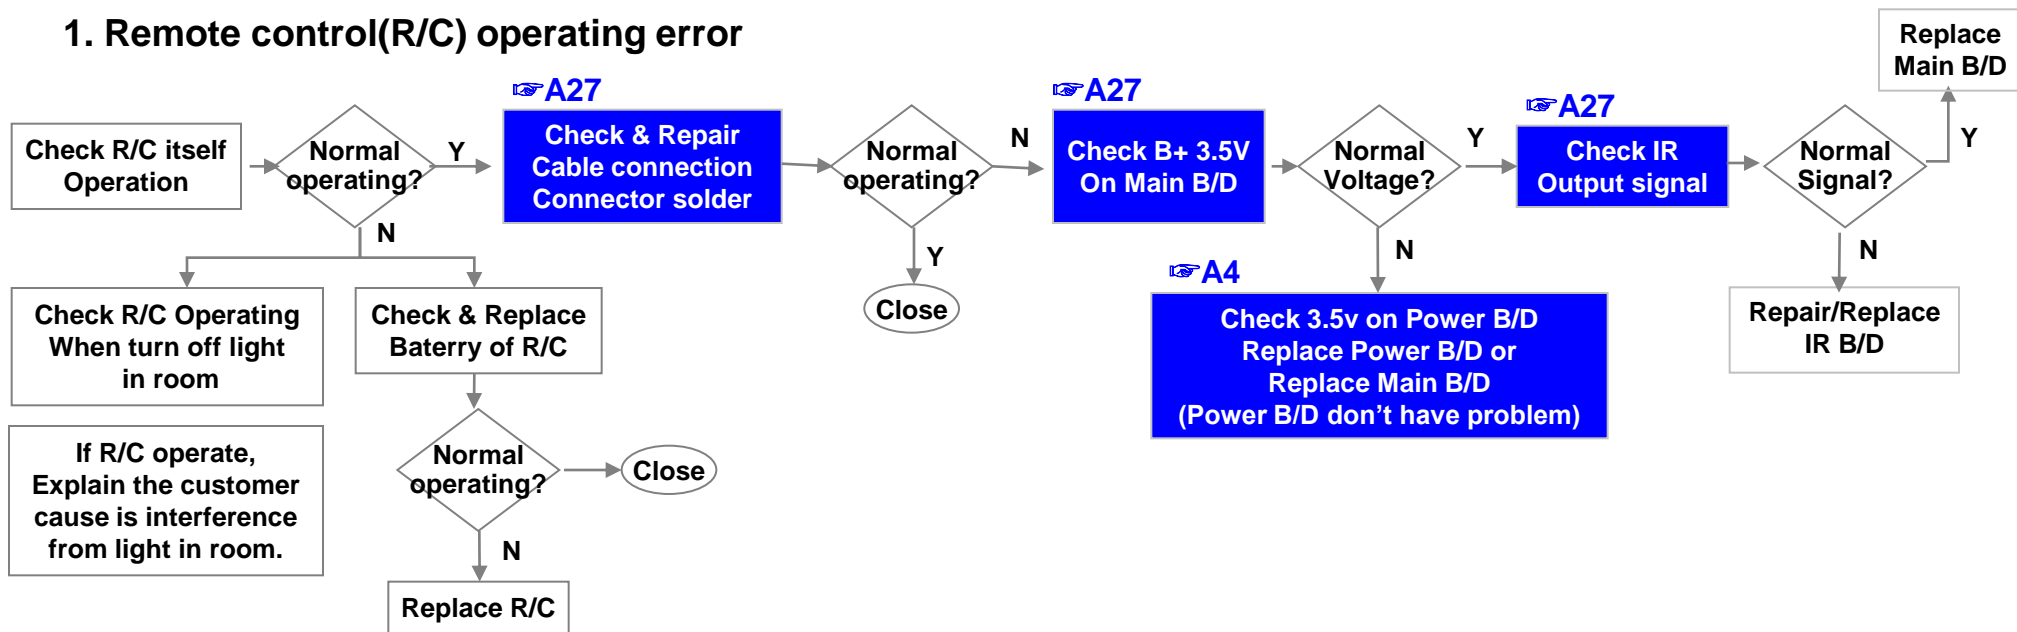 1. Remote control(R/C) operating error
Check R/C itself
Operation
Normal
operating?
Y
N
☞A27
Check & Repair
Cable connection
Connector solder
Normal
operating?
N
Y
Close
☞A27
Check B+ 3.5V
On Main B/D
Normal
Voltage?
Y
N
☞A27
Check IR
Output signal
Normal
Signal?
Y
N
Replace
Main B/D
Repair/Replace
IR B/D
☞A4
Check 3.5v on Power B/D
Replace Power B/D or
Replace Main B/D
(Power B/D don’t have problem)
Check R/C Operating
When turn off light
in room
If R/C operate,
Explain the customer
cause is interference
from light in room.
Check & Replace
Baterry of R/C
Normal
operating?
Close
N
Replace R/C